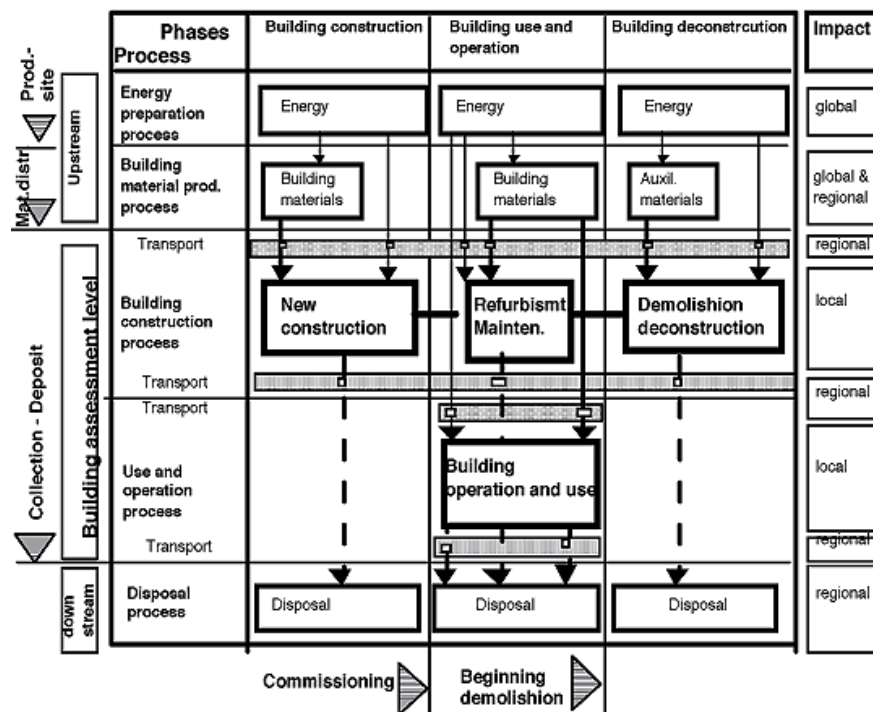 Phases
Process
Building construction
Building use and
operation
Building deconstrcution
Impact
Prod.-
site
Upstream
Energy
preparation
process
Energy
Energy
Energy
global
Mat.distr
Building
material prod.
process
Building
materials
Building
materials
Auxil.
materials
global &
regional
Transport
regional
Collection - Deposit
Building assessment level
Building
construction
process
New
construction
Refurbismt
Mainten.
Demolishion
deconstruction
local
Transport
regional
Transport
Use and
operation
process
Building
operation and use
local
Transport
regional
down
stream
Disposal
process
Disposal
Disposal
Disposal
regional
Commissioning
Beginning
demolishion